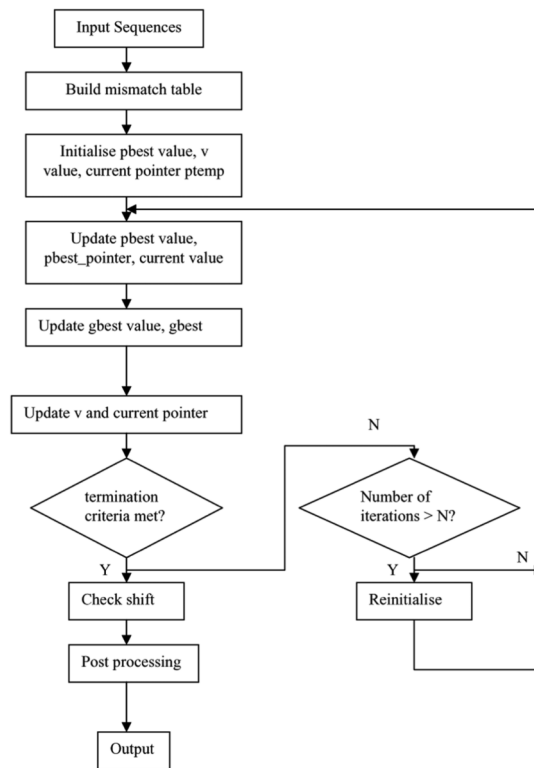 Input Sequences
Build mismatch table
Initialise pbest value, v
value, current pointer ptemp
Update pbest value,
pbest_pointer, current value
Update gbest value, gbest
Update v and current pointer
N
termination
criteria met?
Number of
iterations > N?
Y
Y
N
Check shift
Reinitialise
Post processing
Output